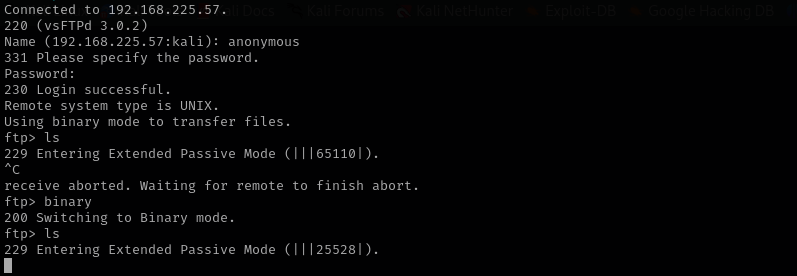 Kali Docs Kali Forums Kali NetHunter Exploit-DB Google Hacking DB
Connected to 192.168.225.57.
220 (vsFTPd 3.0.2)
Name (192.168.225.57:kali): anonymous
331 Please specify the password.
Password:
230 Login successful.
Remote system type is UNIX.
Using binary mode to transfer files.
ftp> ls
229 Entering Extended Passive Mode (|||65110|).
^C
receive aborted. Waiting for remote to finish abort.
ftp> binary
200 Switching to Binary mode.
ftp> ls
229 Entering Extended Passive Mode (|||25528|).